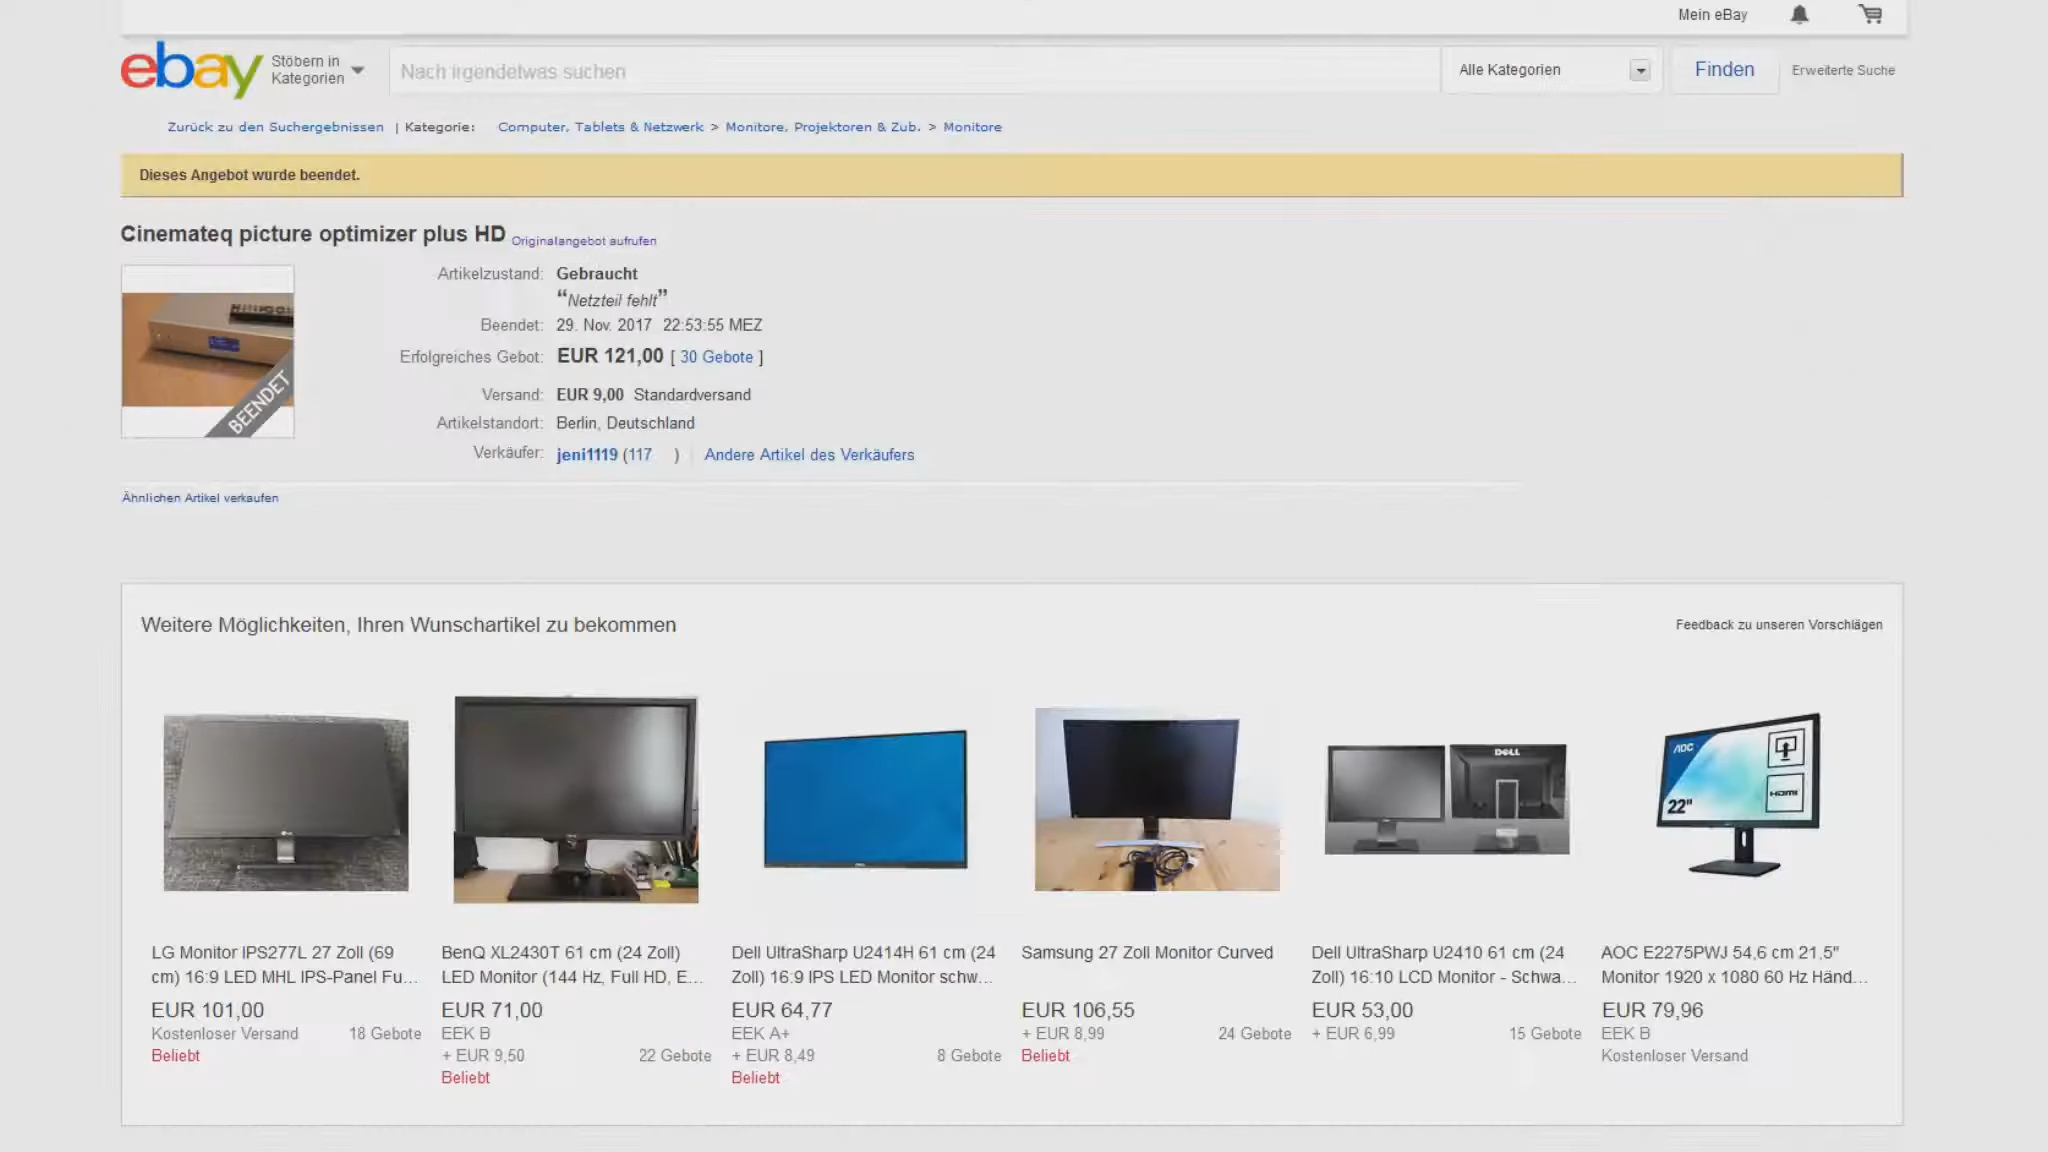 Mein eBay
ebay
Stöbern in
Kategorien
Nach irgendetwas suchen
Alle Kategorien
Finden
Erweiterte Suche
Zurück zu den Suchergebnissen | Kategorie: Computer, Tablets & Netzwerk > Monitore, Projektoren & Zub. > Monitore
Dieses Angebot wurde beendet.
Cinemateq picture optimizer plus HD Originalangebot aufrufen
BEENDET
Artikelzustand: Gebraucht
“Netzteil fehlt”
Beendet: 29. Nov. 2017 22:53:55 MEZ
Erfolgreiches Gebot: EUR 121,00 [ 30 Gebote ]
Versand: EUR 9,00 Standardversand
Artikelstandort: Berlin, Deutschland
Verkäufer: jeni1119 (117 ) | Andere Artikel des Verkäufers
Ähnlichen Artikel verkaufen
Weitere Möglichkeiten, Ihren Wunschartikel zu bekommen
Feedback zu unseren Vorschlägen
DELL
AOC
HDMI
22"
LG Monitor IPS277L 27 Zoll (69
cm) 16:9 LED MHL IPS-Panel Fu...
EUR 101,00
Kostenloser Versand 18 Gebote
Beliebt
BenQ XL2430T 61 cm (24 Zoll)
LED Monitor (144 Hz, Full HD, E...
EUR 71,00
EEK B
+ EUR 9,50 22 Gebote
Beliebt
Dell UltraSharp U2414H 61 cm (24
Zoll) 16:9 IPS LED Monitor schw...
EUR 64,77
EEK A+
+ EUR 8,49 8 Gebote
Beliebt
Samsung 27 Zoll Monitor Curved
EUR 106,55
+ EUR 8,99 24 Gebote
Beliebt
Dell UltraSharp U2410 61 cm (24
Zoll) 16:10 LCD Monitor - Schwa...
EUR 53,00
+ EUR 6,99 15 Gebote
AOC E2275PWJ 54,6 cm 21,5"
Monitor 1920 x 1080 60 Hz Händ...
EUR 79,96
EEK B
Kostenloser Versand